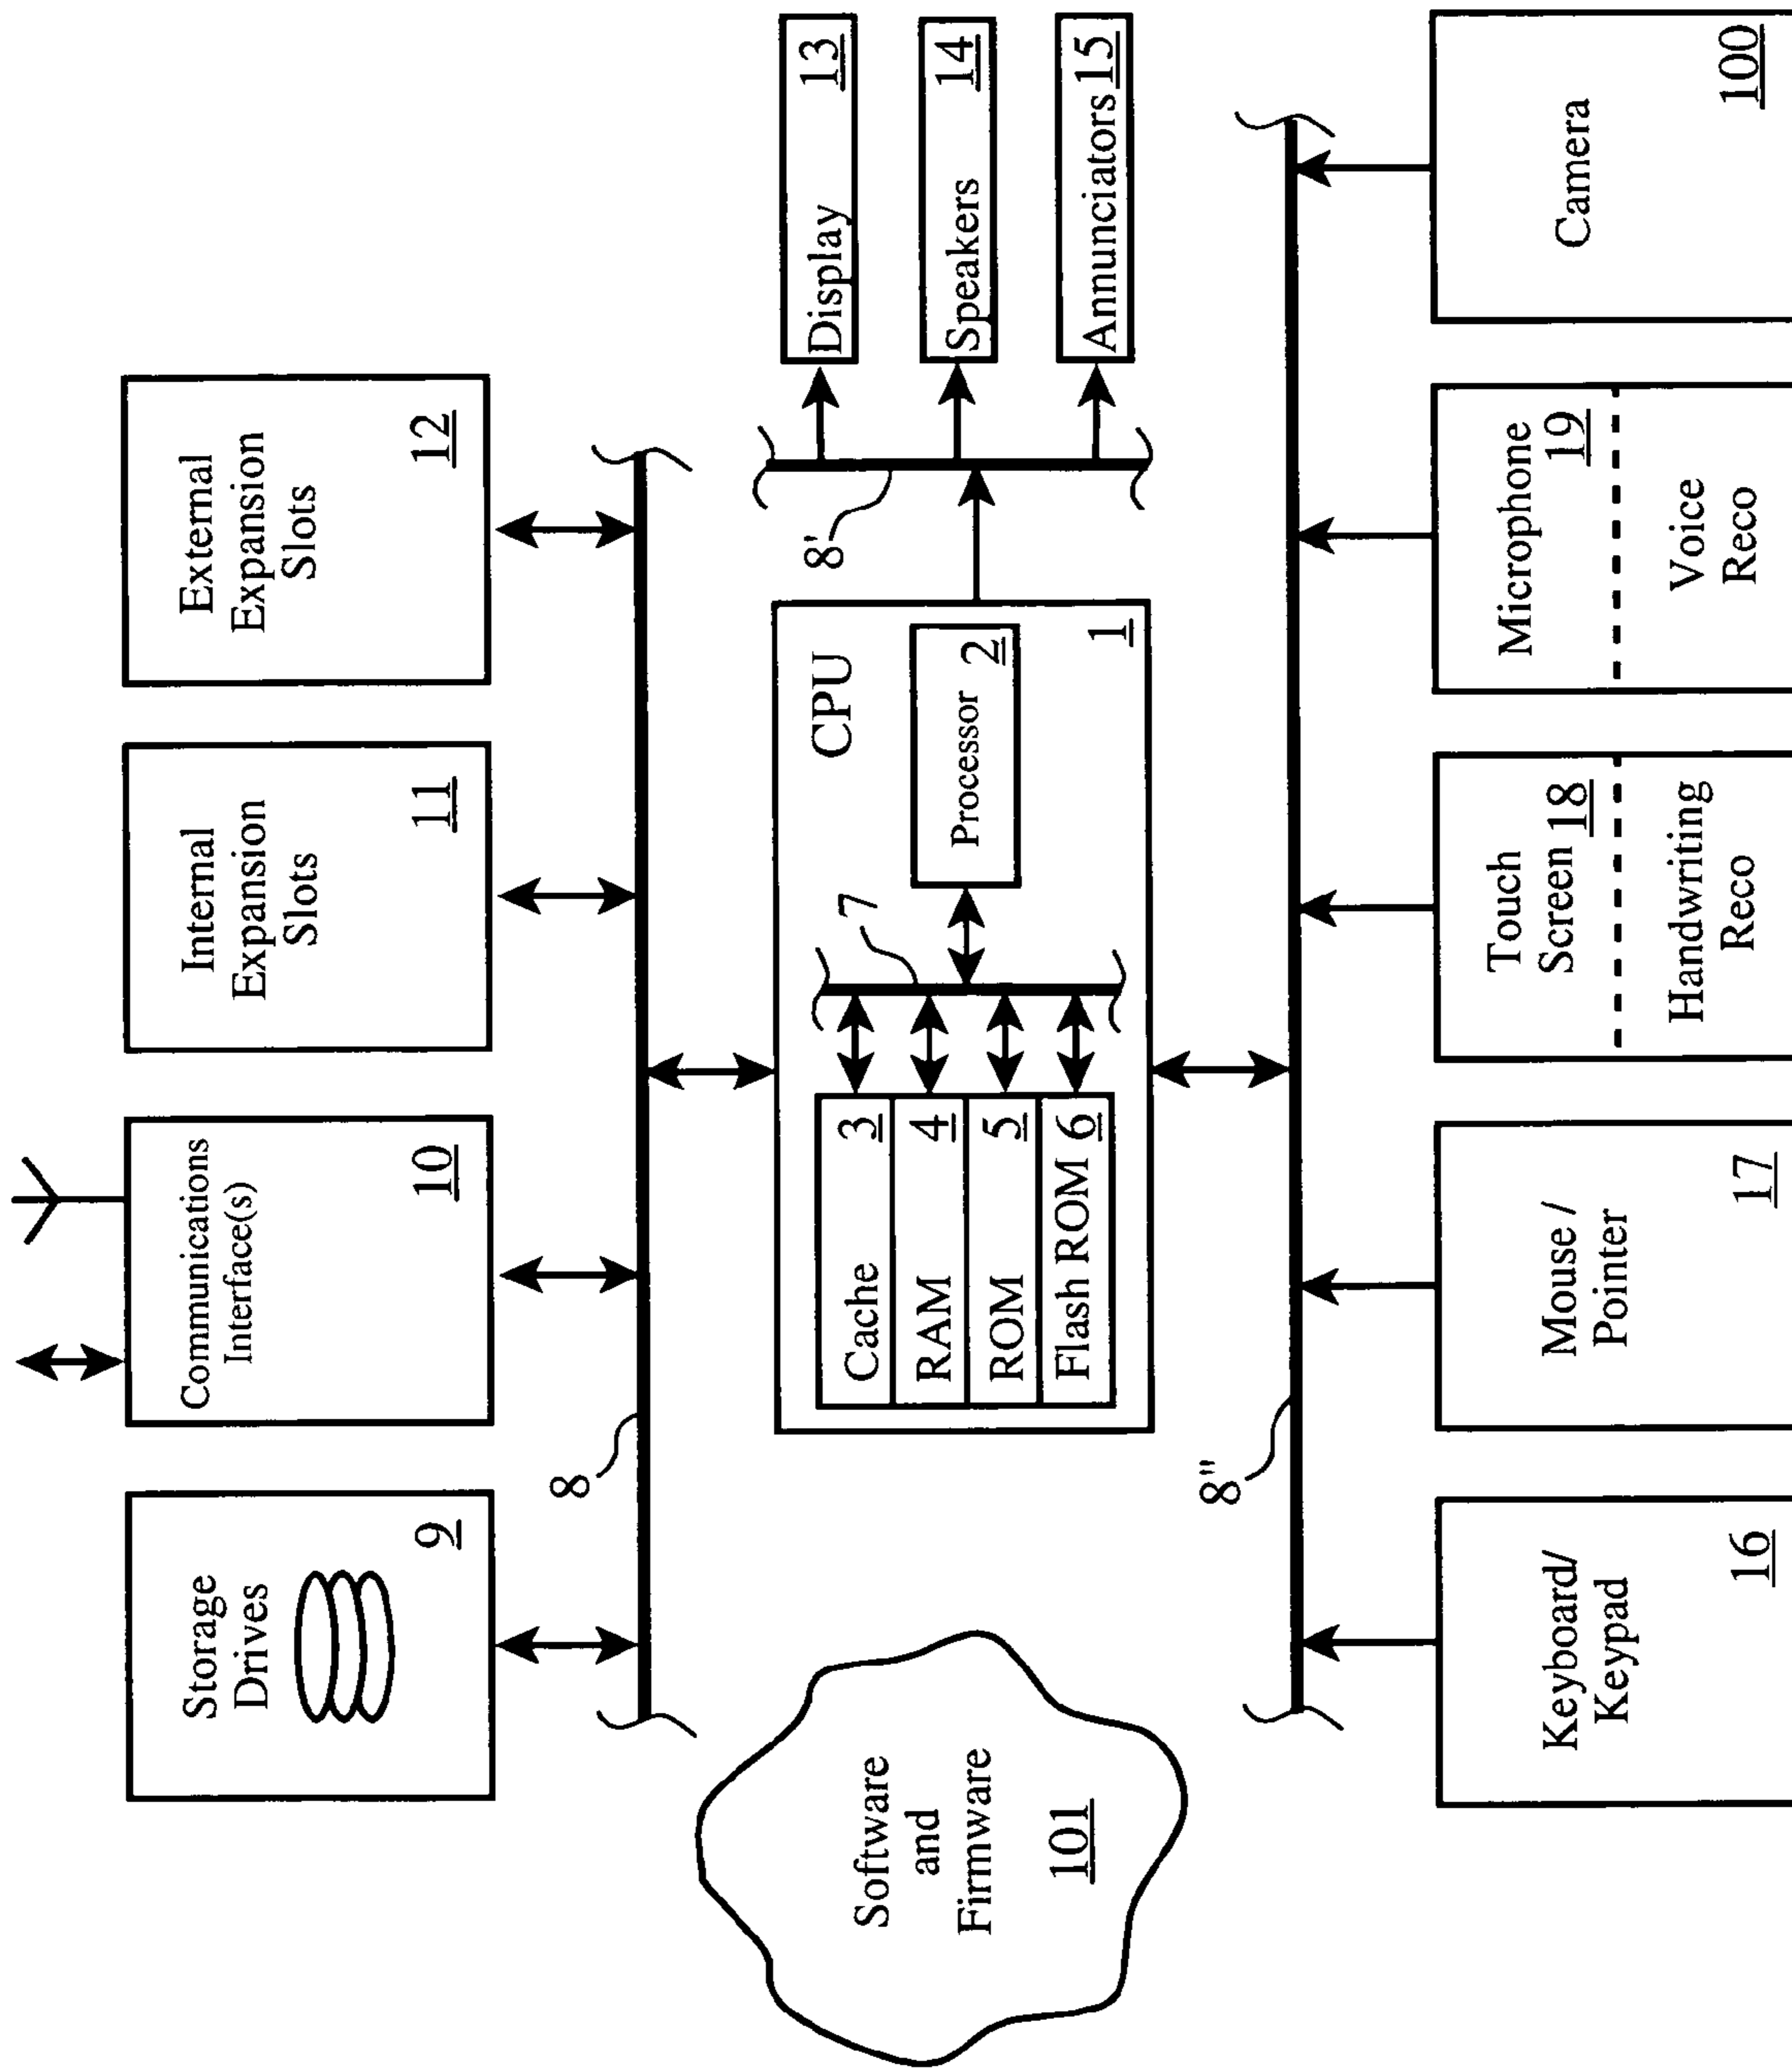 Storage
Drives
9
Communications
Interface(s)
10
Internal
Expansion
Slots
11
External
Expansion
Slots
12
8
CPU
Cache 3
RAM 4
ROM 5
Flash ROM 6
7
Processor 2
1
8'
Display 13
Speakers 14
Annunciators 15
Software
and
Firmware
101
8"
Keyboard/
Keypad
16
Mouse /
Pointer
17
Touch
Screen 18
Handwriting
Reco
Microphone
19
Voice
Reco
Camera
100